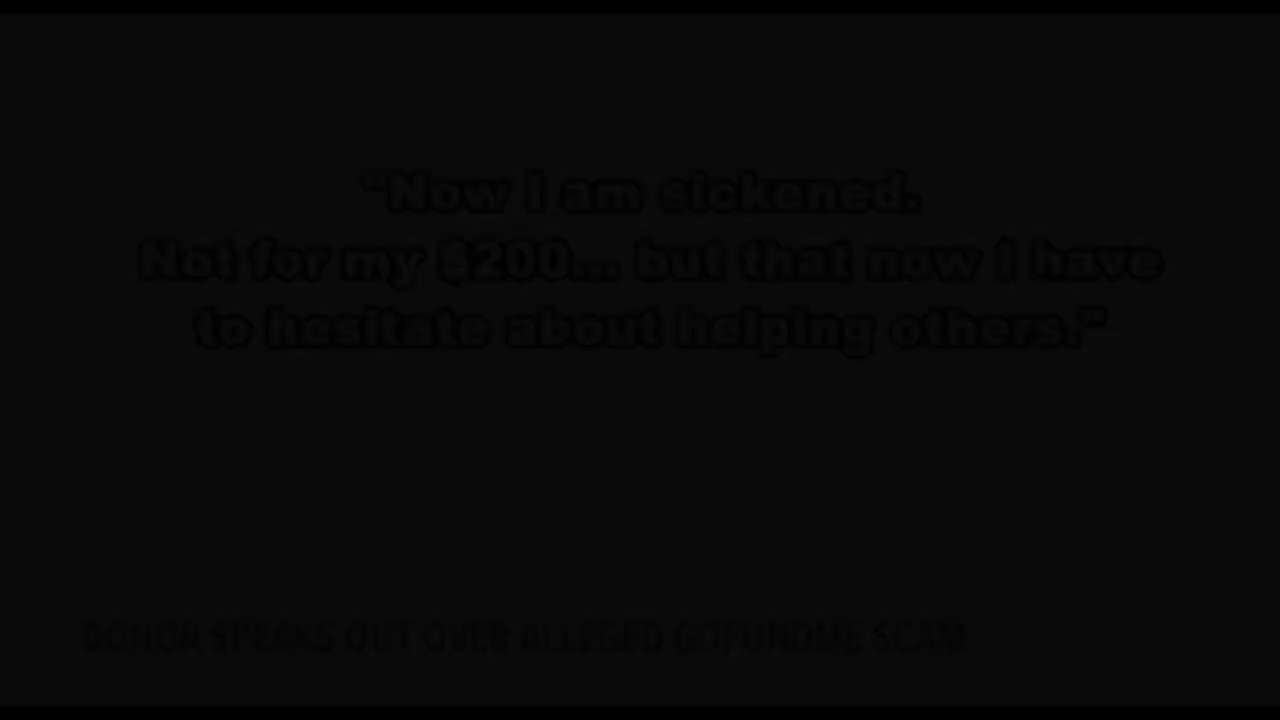 "Now I am sickened.
Not for my $200... but that now I have
to hesitate about helping others."
DONOR SPEAKS OUT OVER ALLEGED GOFUNDME SCAM